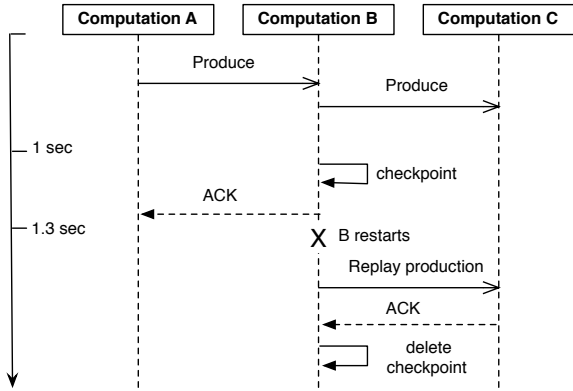 Computation A
Computation B
Computation C
Produce
Produce
1 sec
checkpoint
ACK
1.3 sec
X
B restarts
Replay production
ACK
delete
checkpoint